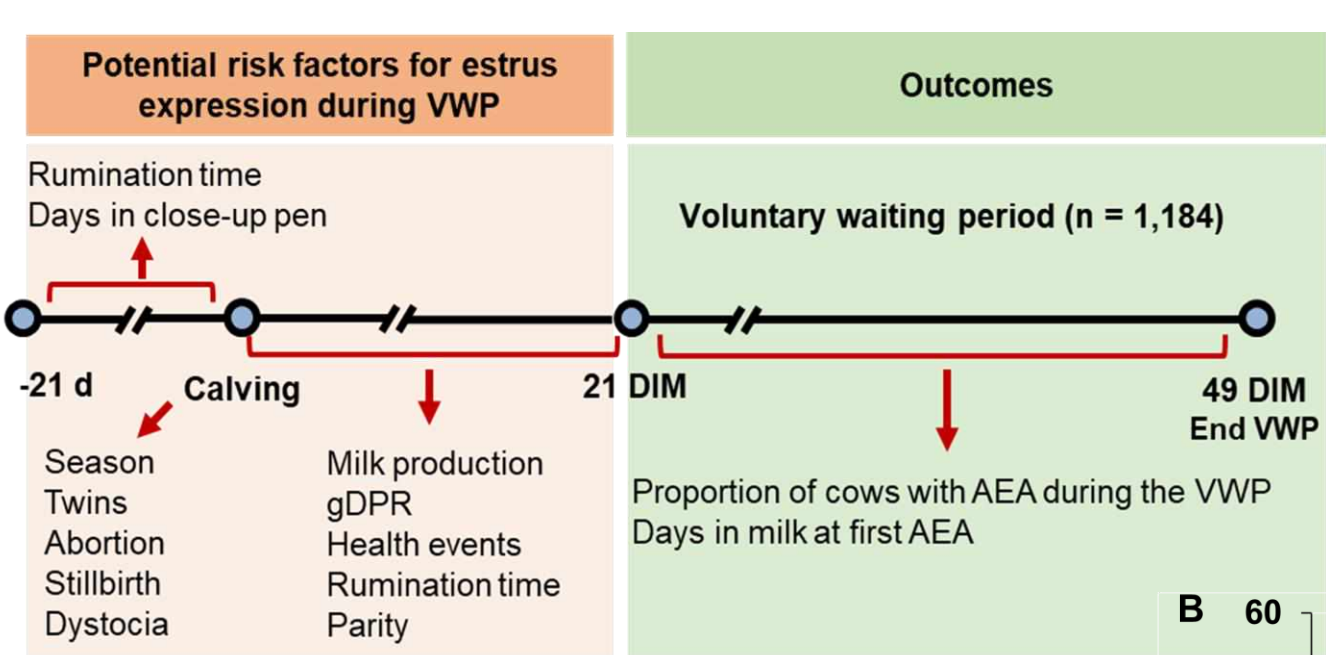 Potential risk factors for estrus
expression during VWP
Outcomes
Rumination time
Days in close-up pen
Voluntary waiting period (n = 1,184)
-21 d
Calving
21 DIM
49 DIM
End VWP
Season
Twins
Abortion
Stillbirth
Dystocia
Milk production
gDPR
Health events
Rumination time
Parity
Proportion of cows with AEA during the VWP
Days in milk at first AEA
B 60